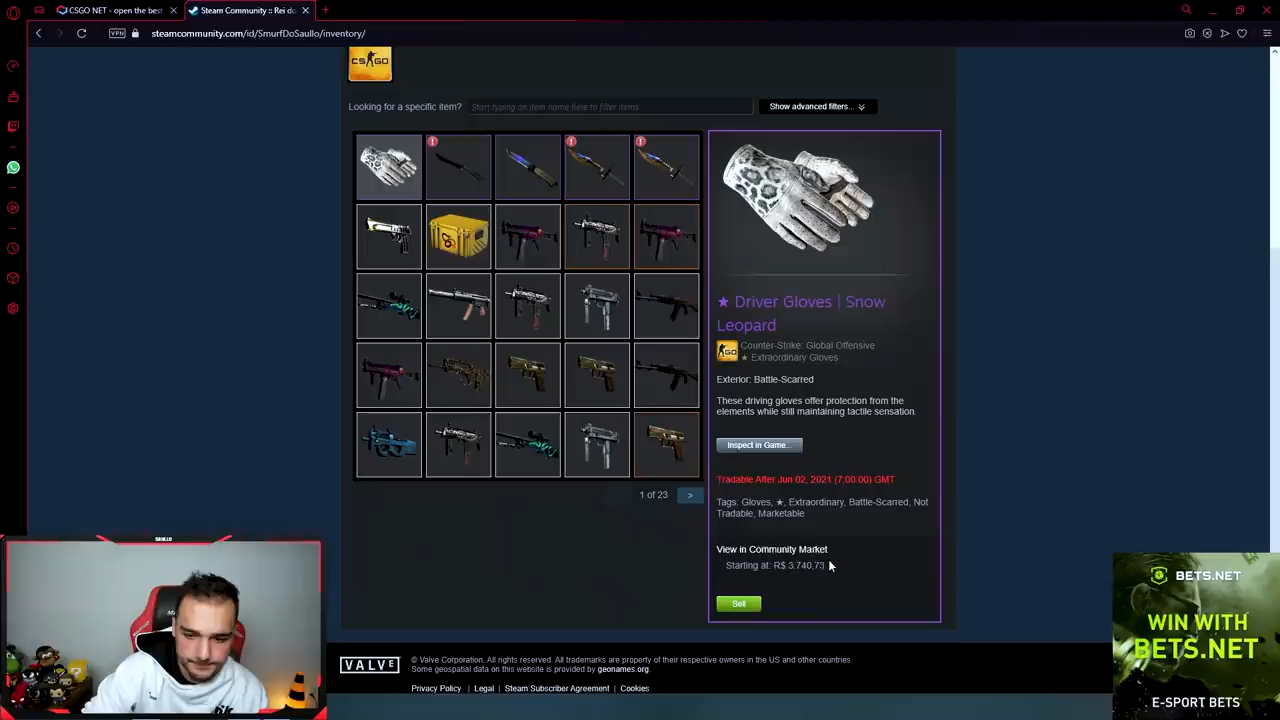 CSGO NET - open the best
Steam Community :: Rei do
VPN
steamcommunity.com/id/SmurfDoSaullo/inventory/
CS GO
Looking for a specific item?
Start typing an item name here to filter items
Show advanced filters...
★ Driver Gloves | Snow
Leopard
Counter-Strike: Global Offensive
★ Extraordinary Gloves
Exterior: Battle-Scarred
These driving gloves offer protection from the
elements while still maintaining tactile sensation.
Inspect in Game...
Tradable After Jun 02, 2021 (7:00:00) GMT
Tags: Gloves, ★, Extraordinary, Battle-Scarred, Not
Tradable, Marketable
1 of 23
>
View in Community Market
Starting at: R$ 3.740,73
Sell
VALVE
© Valve Corporation. All rights reserved. All trademarks are property of their respective owners in the US and other countries.
Some geospatial data on this website is provided by geonames.org.
Privacy Policy | Legal | Steam Subscriber Agreement | Cookies
BETS.NET
WIN WITH
BETS.NET
E-SPORT BETS